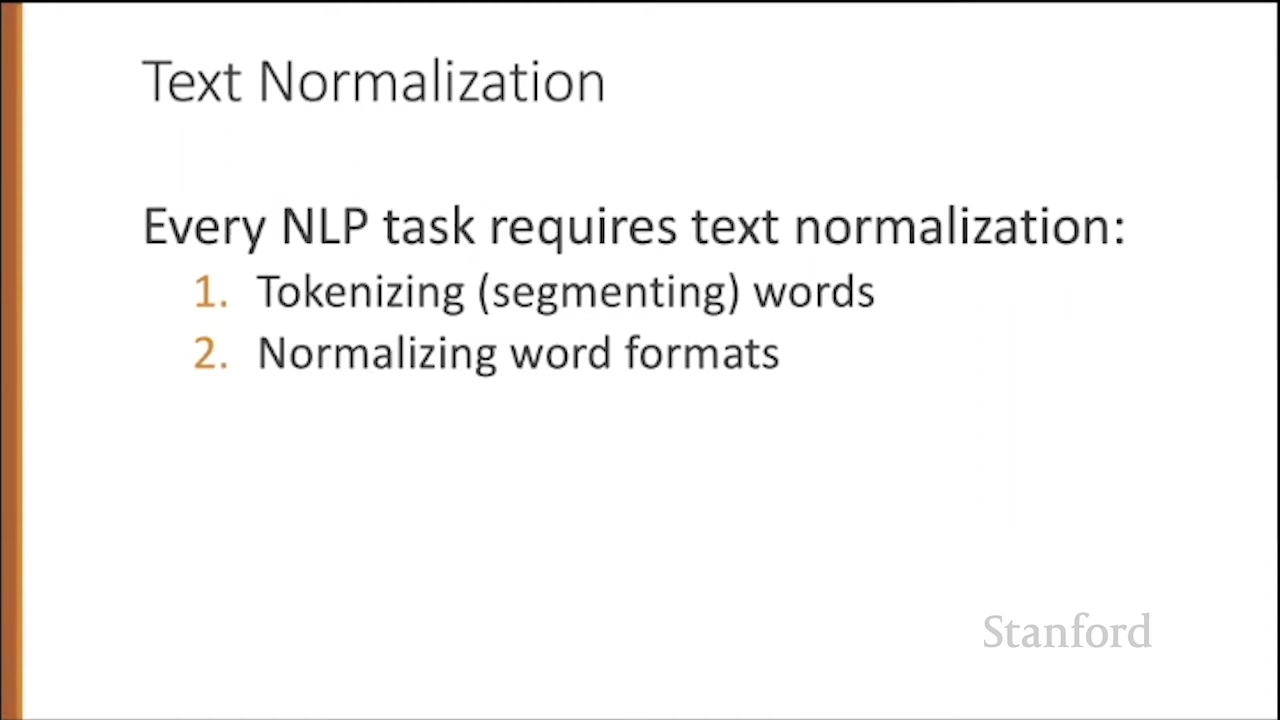 Text Normalization
Every NLP task requires text normalization:
1. Tokenizing (segmenting) words
2. Normalizing word formats
Stanford